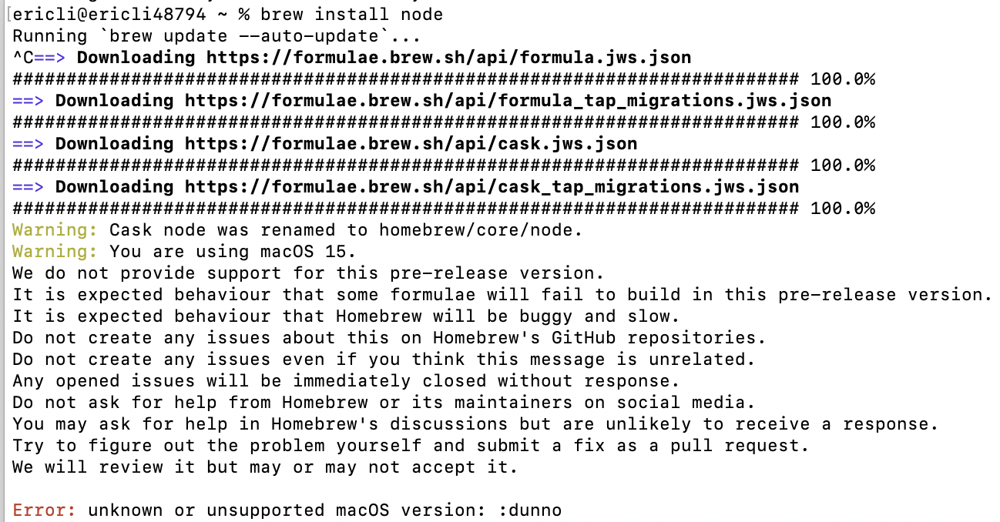 [ericli@ericli48794 ~ % brew install node
Running `brew update --auto-update`...
^C==> Downloading https://formulae.brew.sh/api/formula.jws.json
######################################################################### 100.0%
==> Downloading https://formulae.brew.sh/api/formula_tap_migrations.jws.json
######################################################################### 100.0%
==> Downloading https://formulae.brew.sh/api/cask.jws.json
######################################################################### 100.0%
==> Downloading https://formulae.brew.sh/api/cask_tap_migrations.jws.json
######################################################################### 100.0%
Warning: Cask node was renamed to homebrew/core/node.
Warning: You are using macOS 15.
We do not provide support for this pre-release version.
It is expected behaviour that some formulae will fail to build in this pre-release version.
It is expected behaviour that Homebrew will be buggy and slow.
Do not create any issues about this on Homebrew's GitHub repositories.
Do not create any issues even if you think this message is unrelated.
Any opened issues will be immediately closed without response.
Do not ask for help from Homebrew or its maintainers on social media.
You may ask for help in Homebrew's discussions but are unlikely to receive a response.
Try to figure out the problem yourself and submit a fix as a pull request.
We will review it but may or may not accept it.

Error: unknown or unsupported macOS version: :dunno